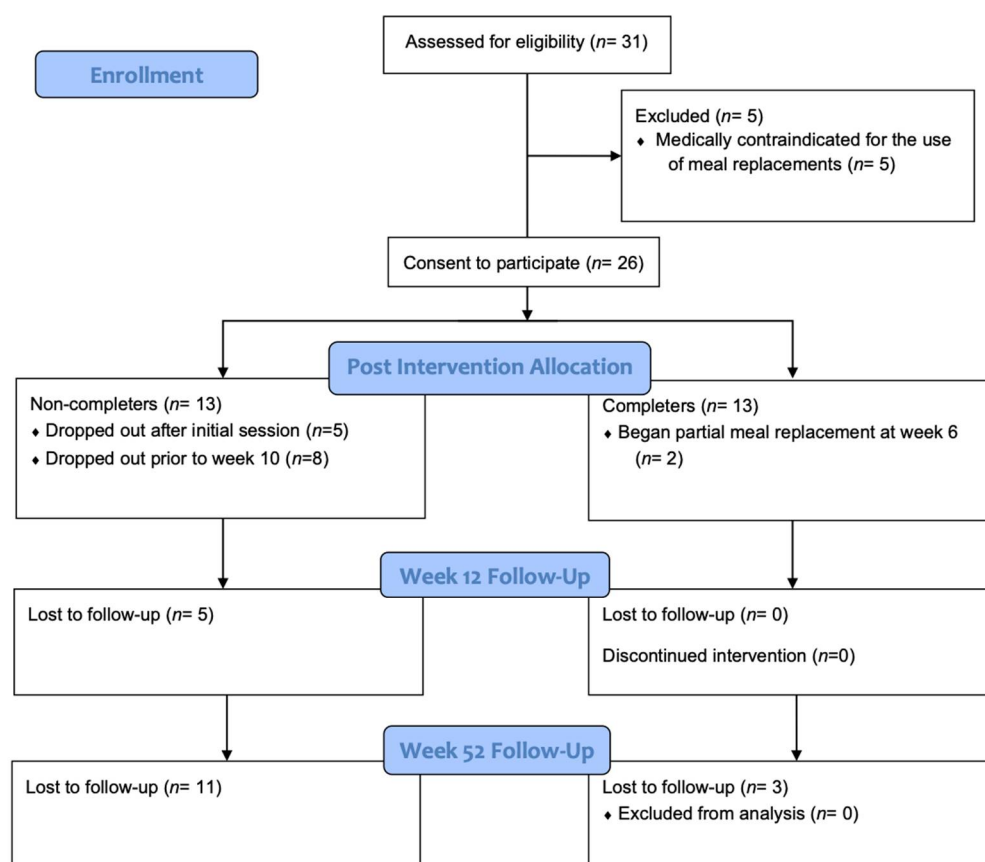 Assessed for eligibility (n= 31)
Enrollment
Excluded (n= 5)
♦ Medically contraindicated for the use
of meal replacements (n= 5)
Consent to participate (n= 26)
Post Intervention Allocation
Non-completers (n= 13)
♦ Dropped out after initial session (n=5)
♦ Dropped out prior to week 10 (n=8)
Completers (n= 13)
♦ Began partial meal replacement at week 6
(n= 2)
Week 12 Follow-Up
Lost to follow-up (n= 5)
Lost to follow-up (n= 0)
Discontinued intervention (n=0)
Week 52 Follow-Up
Lost to follow-up (n= 11)
Lost to follow-up (n= 3)
♦ Excluded from analysis (n= 0)